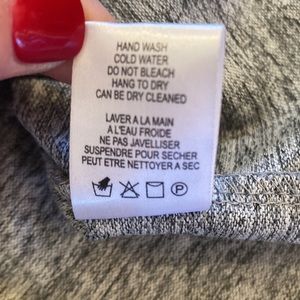 HAND WASH
COLD WATER
DO NOT BLEACH
HANG TO DRY
CAN BE DRY CLEANED
LAVER A LA MAIN
A L'EAU FROIDE
NE PAS JAVELLISER
SUSPENDRE POUR SECHER
PEUT ETRE NETTOYER A SEC
P